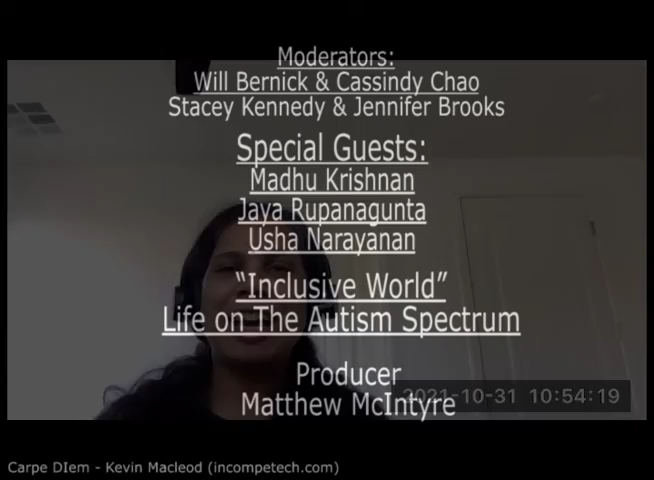 Moderators:
Will Bernick & Cassindy Chao
Stacey Kennedy & Jennifer Brooks
Special Guests:
Madhu Krishnan
Jaya Rupanagunta
Usha Narayanan
“Inclusive World”
Life on The Autism Spectrum
Producer
2021-10-31 10:54:19
Matthew McIntyre
Carpe DIem - Kevin Macleod (incompetech.com)